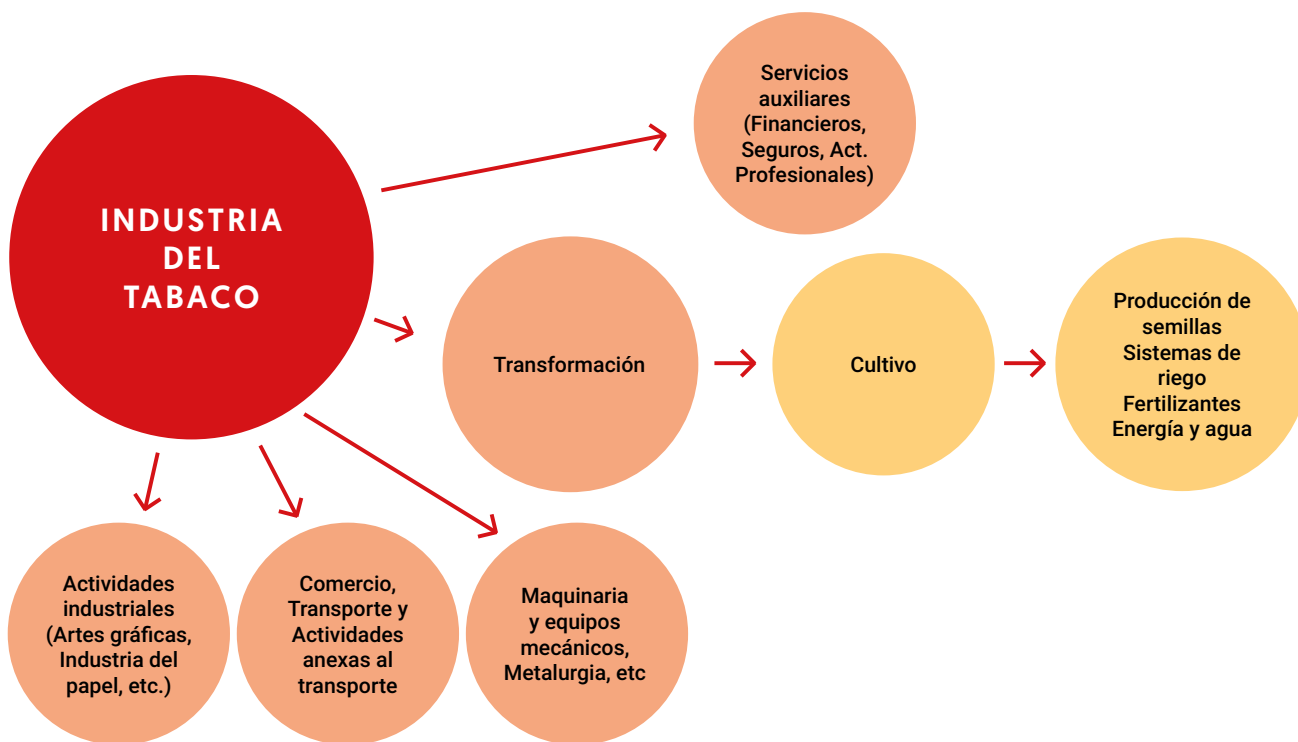 INDUSTRIA
DEL
TABACO
Servicios
auxiliares
(Financieros,
Seguros, Act.
Profesionales)
Transformación
Cultivo
Producción de
semillas
Sistemas de
riego
Fertilizantes
Energía y agua
Actividades
industriales
(Artes gráficas,
Industria del
papel, etc.)
Comercio,
Transporte y
Actividades
anexas al
transporte
Maquinaria
y equipos
mecánicos,
Metalurgia, etc